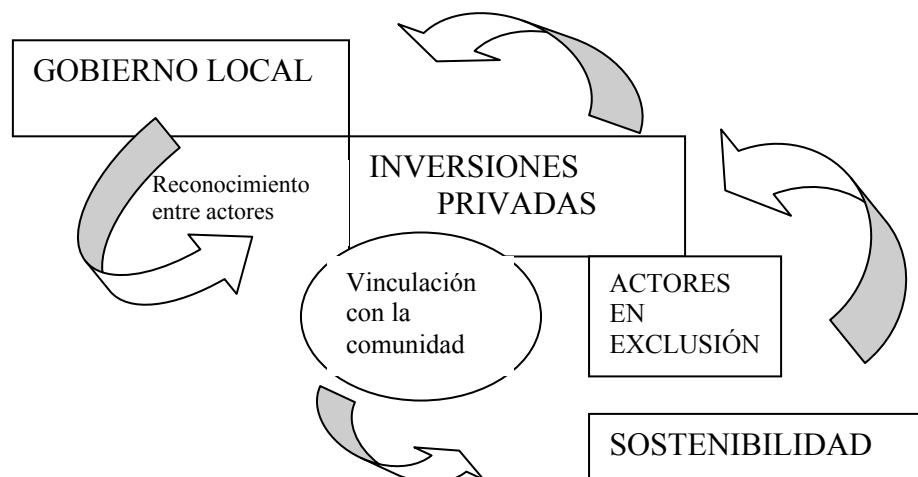 GOBIERNO LOCAL
INVERSIONES
PRIVADAS
Reconocimiento
entre actores
Vinculación
con la
comunidad
ACTORES
EN
EXCLUSIÓN
SOSTENIBILIDAD